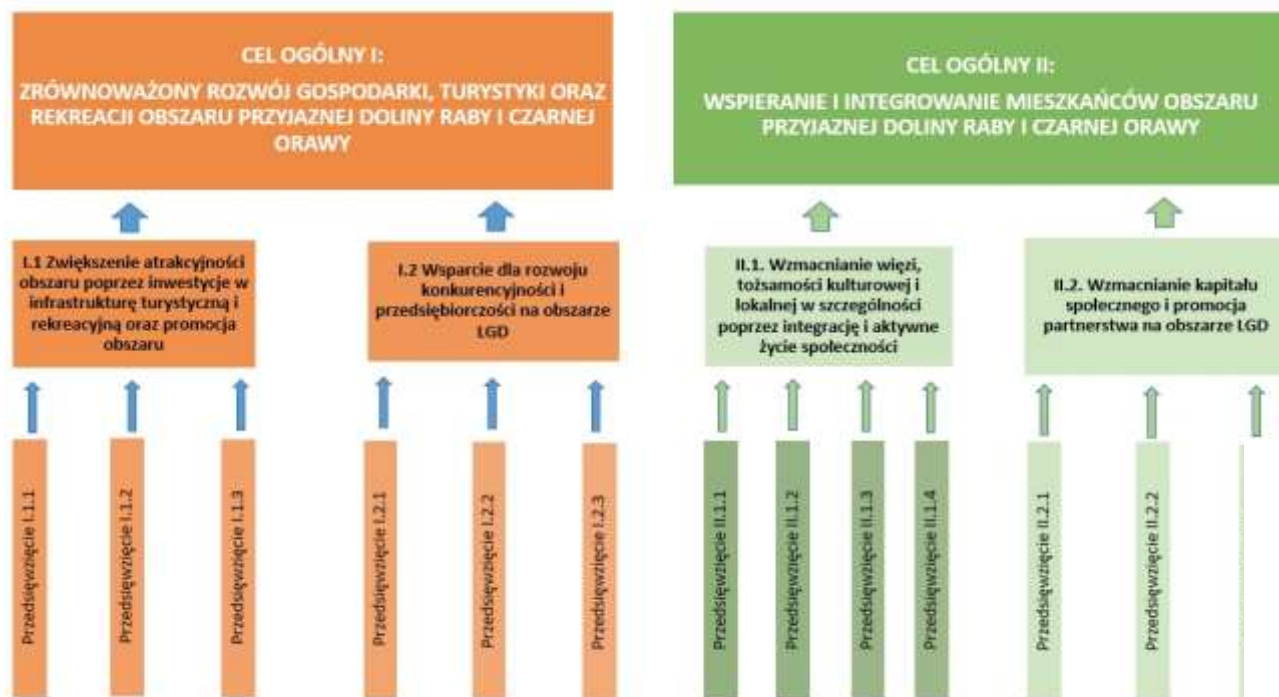 CEL OGÓLNY I:
ZRÓWNOWAŻONY ROZWÓJ GOSPODARKI, TURYSTYKI ORAZ
REKREACJI OBSZARU PRZYJAZNEJ DOLINY RABY I CZARNEJ
ORAWY
CEL OGÓLNY II:
WSPIERANIE I INTEGROWANIE MIESZKAŃCÓW OBSZARU
PRZYJAZNEJ DOLINY RABY I CZARNEJ ORAWY
I.1 Zwiększenie atrakcyjności
obszaru poprzez inwestycje w
infrastrukturę turystyczną i
rekreacyjną oraz promocja
obszaru
I.2 Wsparcie dla rozwoju
konkurencyjności i
przedsiębiorczości na obszarze
LGD
II.1. Wzmacnianie więzi,
tożsamości kulturowej i
lokalnej w szczególności
poprzez integrację i aktywne
życie społeczności
II.2. Wzmacnianie kapitału
społecznego i promocja
partnerstwa na obszarze LGD
Przedsięwzięcie I.1.1
Przedsięwzięcie I.1.2
Przedsięwzięcie I.1.3
Przedsięwzięcie I.2.1
Przedsięwzięcie I.2.2
Przedsięwzięcie I.2.3
Przedsięwzięcie II.1.1
Przedsięwzięcie II.1.2
Przedsięwzięcie II.1.3
Przedsięwzięcie II.1.4
Przedsięwzięcie II.2.1
Przedsięwzięcie II.2.2